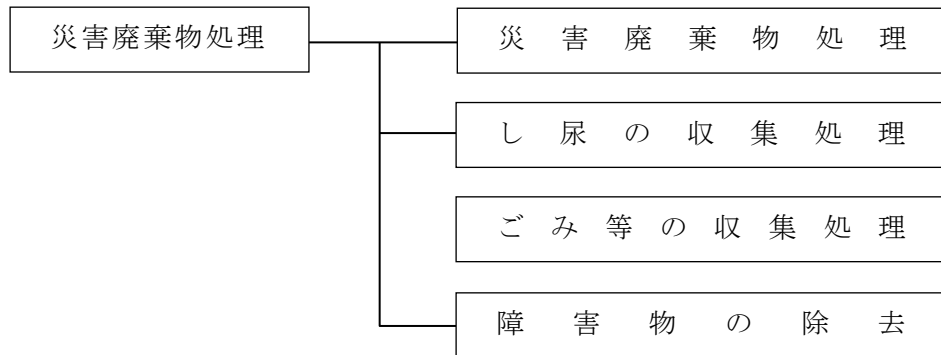 災害廃棄物処理
災害廃棄物処理
し尿の収集処理
ごみ等の収集処理
障害物の除去